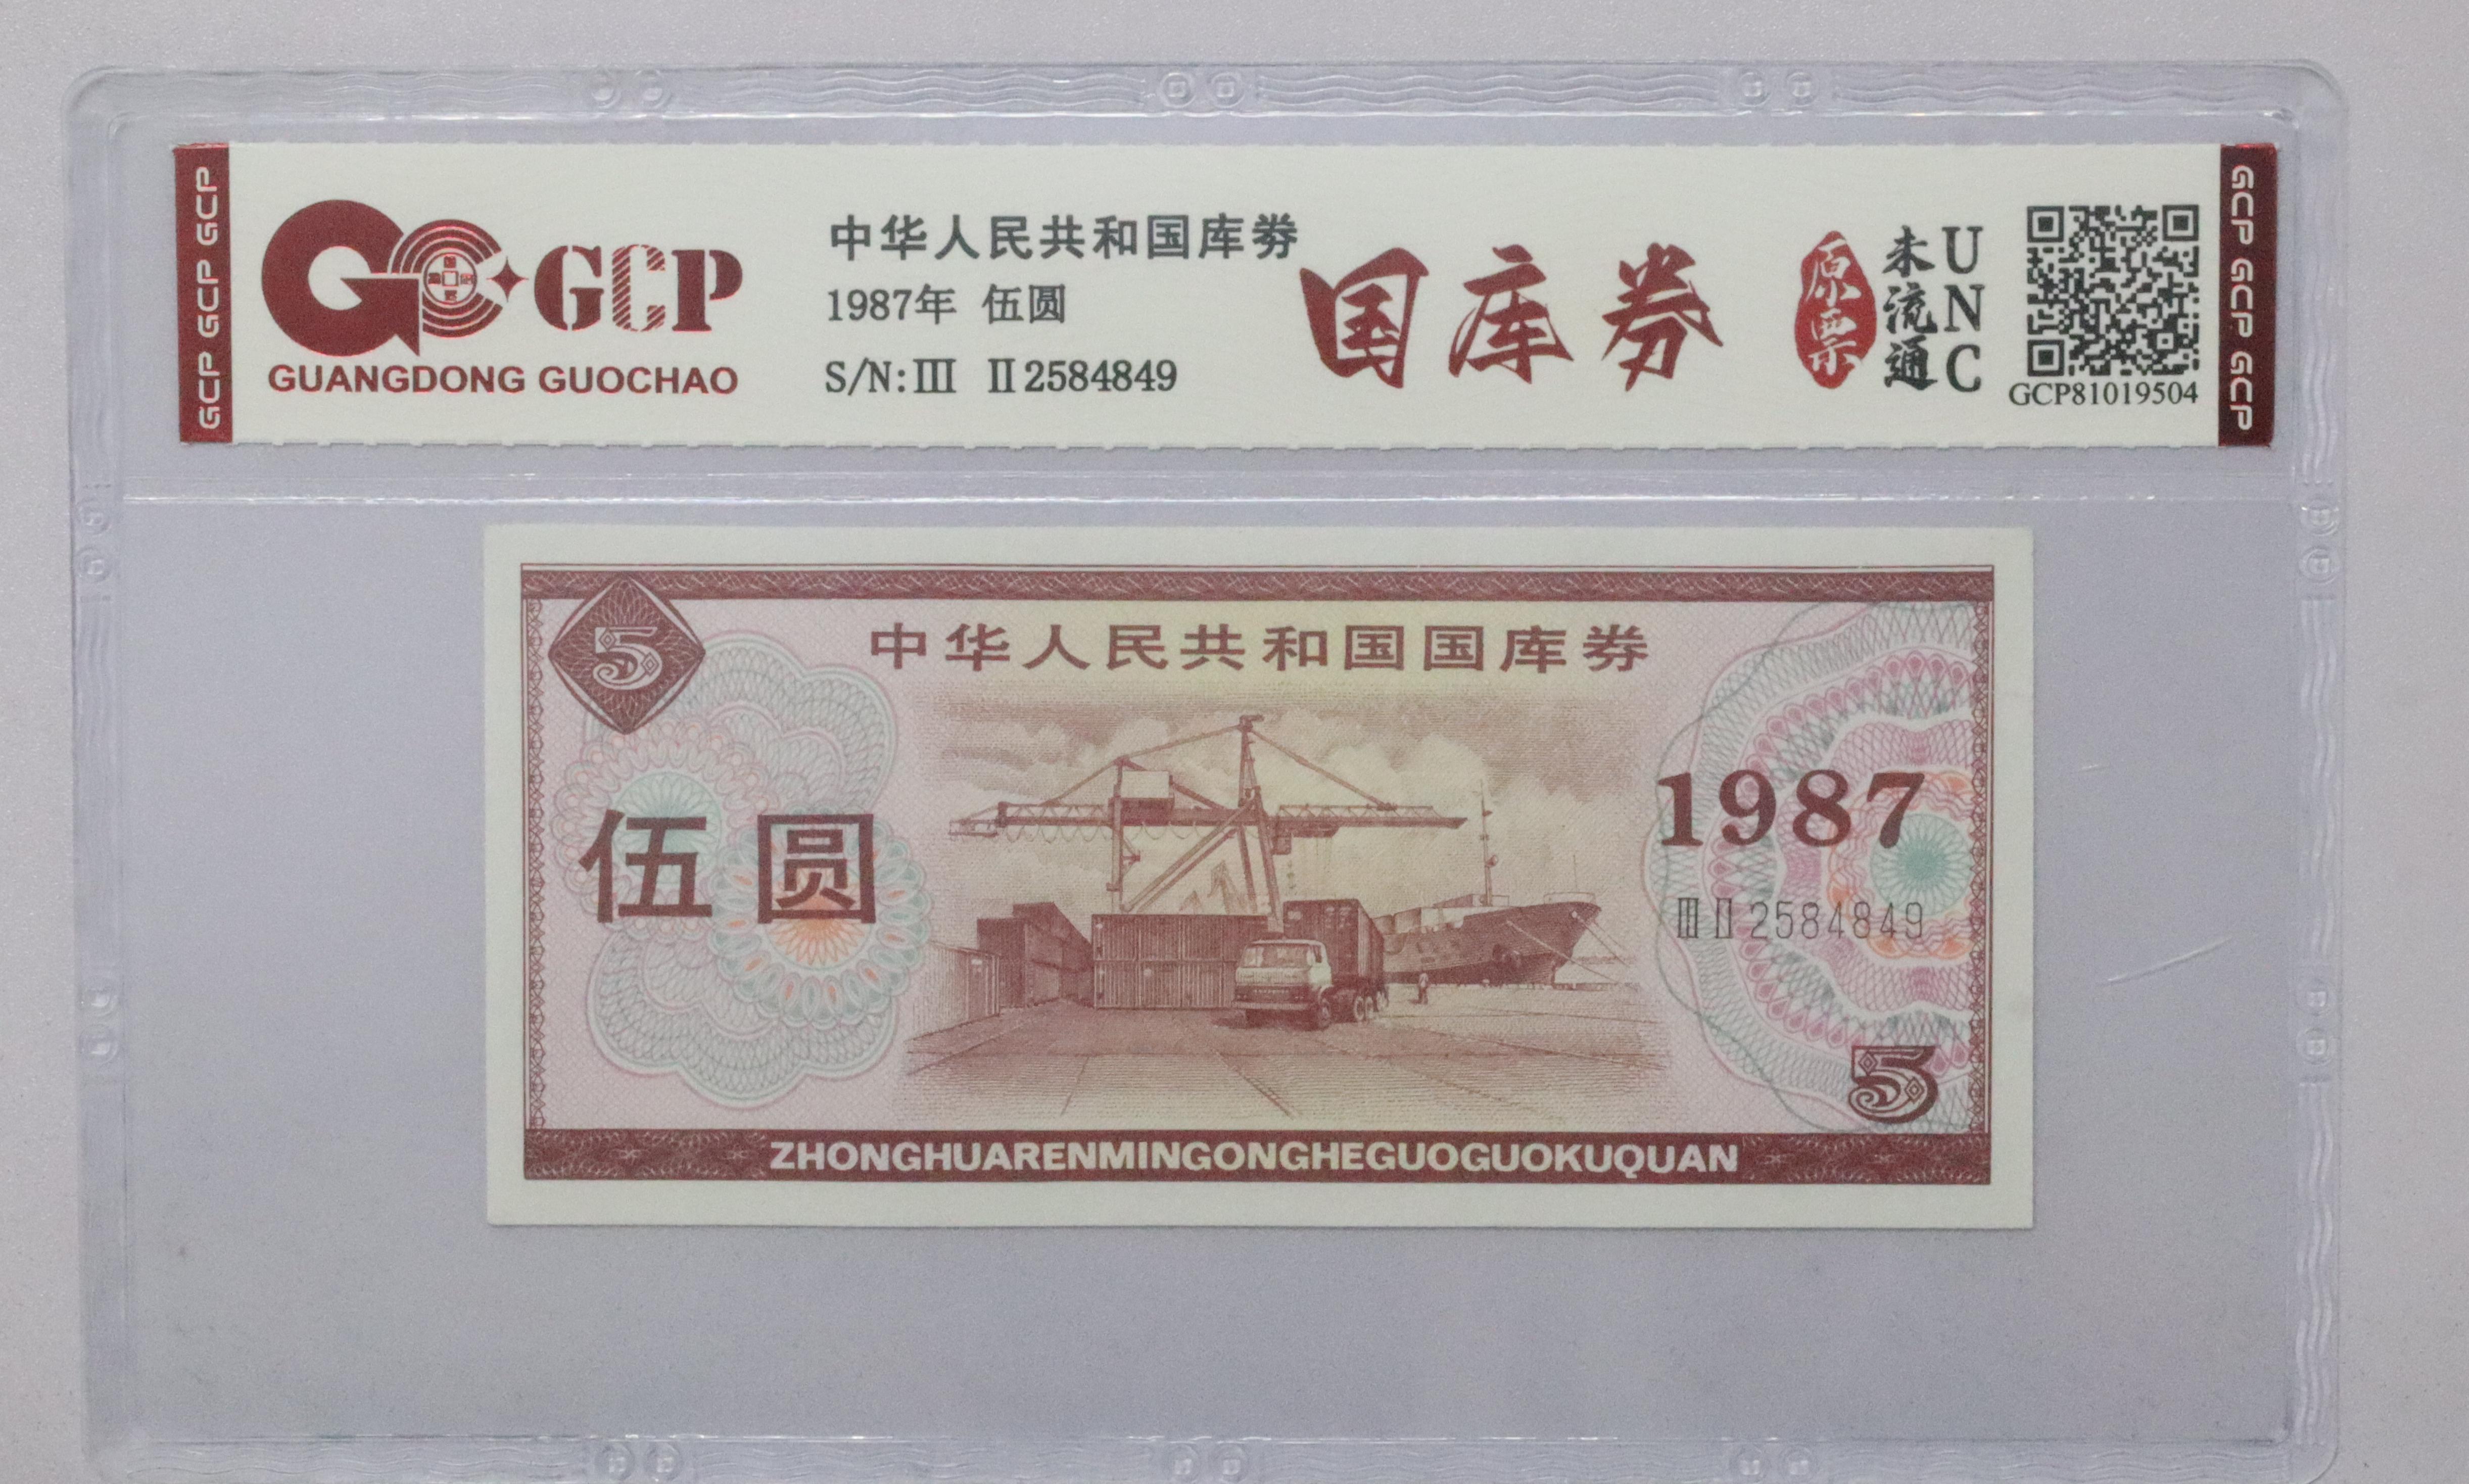 GCP GCP GCP
GCP
GUANGDONG GUOCHAO
中华人民共和国库劵
1987年 伍圆
S/N:Ⅲ Ⅱ2584849
国库券
原票
未流通
UNC
GCP81019504
GCP GCP GCP
5
中华人民共和国国库券
伍圆
1987
ⅢⅡ2584849
5
ZHONGHUARENMINGONGHEGUOGUOKUQUAN